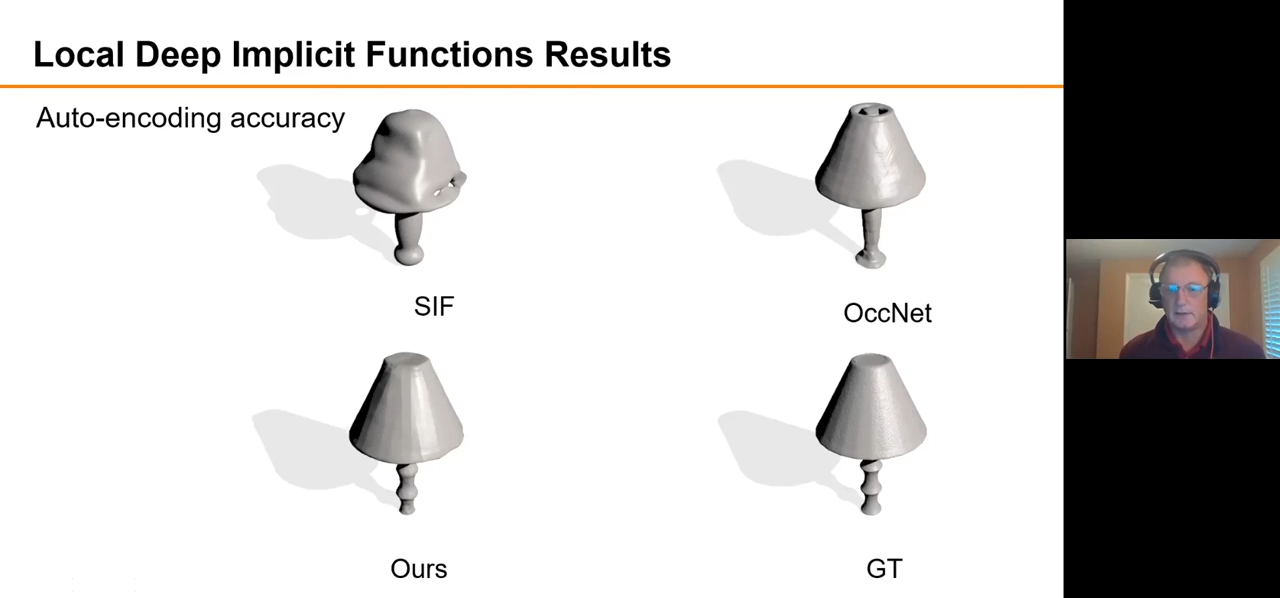 Local Deep Implicit Functions Results
Auto-encoding accuracy
SIF
OccNet
Ours
GT